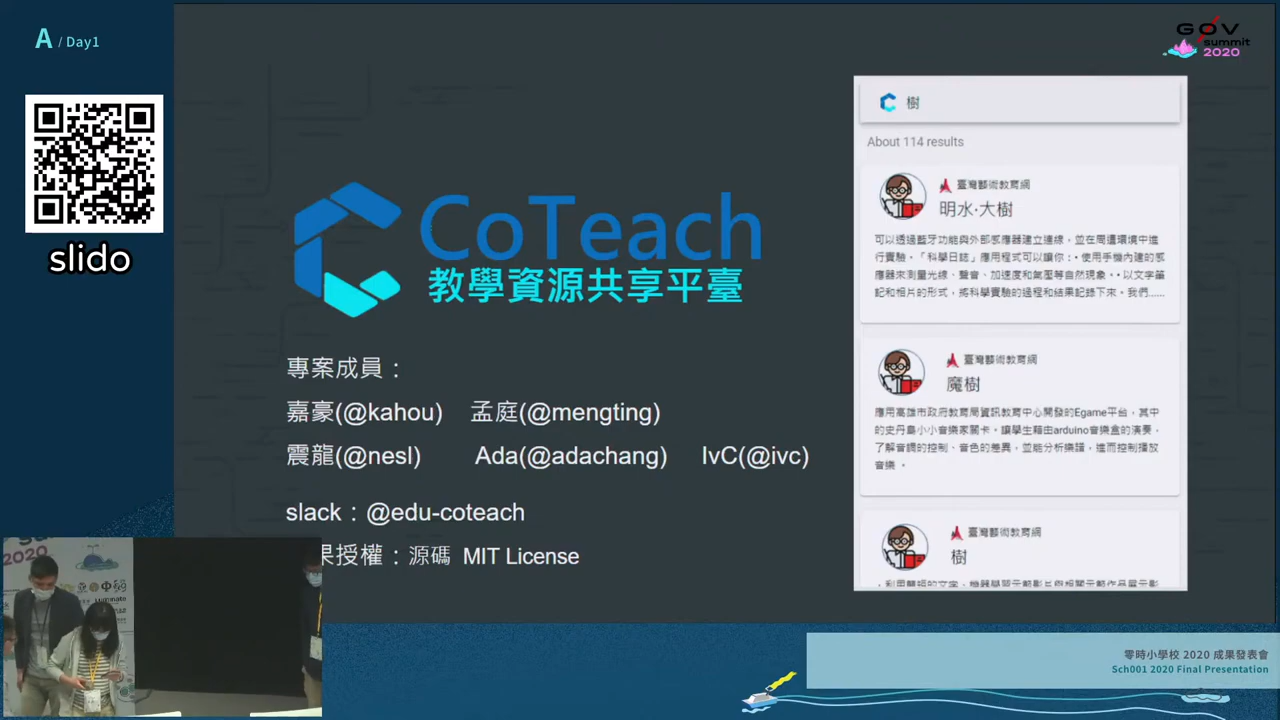 A / Day1
GOV
summit
2020
slido
CoTeach
教學資源共享平臺
專案成員：
嘉豪(@kahou) 孟庭(@mengting)
震龍(@nesl) Ada(@adachang) IvC(@ivc)
slack：@edu-coteach
果授權：源碼 MIT License
樹
About 114 results
臺灣藝術教育網
明水·大樹
可以透過藍牙功能與外部感應器建立連線，並在周遭環境中進
行實驗。「科學日誌」應用程式可以讓你：• 使用手機內建的感
應器來測量光線、聲音、加速度和氣壓等自然現象。• 以文字筆
記和相片的形式，將科學實驗的過程和結果記錄下來。我們......
臺灣藝術教育網
魔樹
應用高雄市政府教育局資訊教育中心開發的Egame平台，其中
的史丹島小小音樂家關卡。讓學生藉由arduino音樂盒的演奏，
了解音調的控制、音色的差異，並能分析樂譜，進而控制播放
音樂。
臺灣藝術教育網
樹
2020
零時小學校 2020 成果發表會
Sch001 2020 Final Presentation